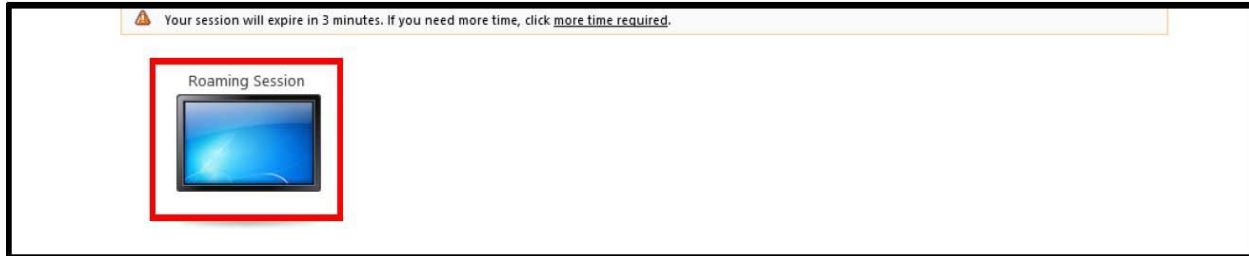 Your session will expire in 3 minutes. If you need more time, click more time required.
Roaming Session